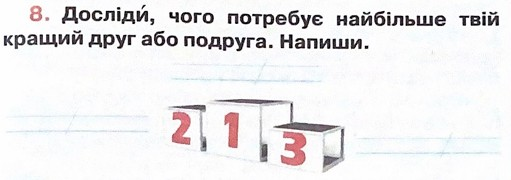 8. Досліди́, чого потребує найбільше твій
кращий друг або подруга. Напиши.
2 1 3